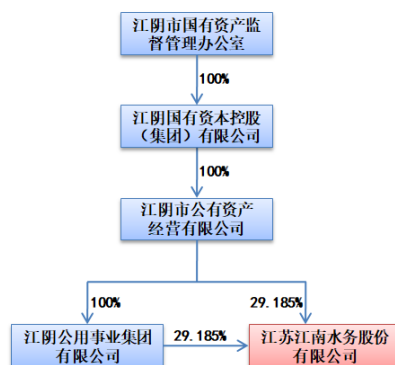 江阴市国有资产监
督管理办公室
100%
江阴国有资本控股
（集团）有限公司
100%
江阴市公有资产
经营有限公司
100%
29.185%
江阴公用事业集团
有限公司
29.185%
江苏江南水务股份
有限公司